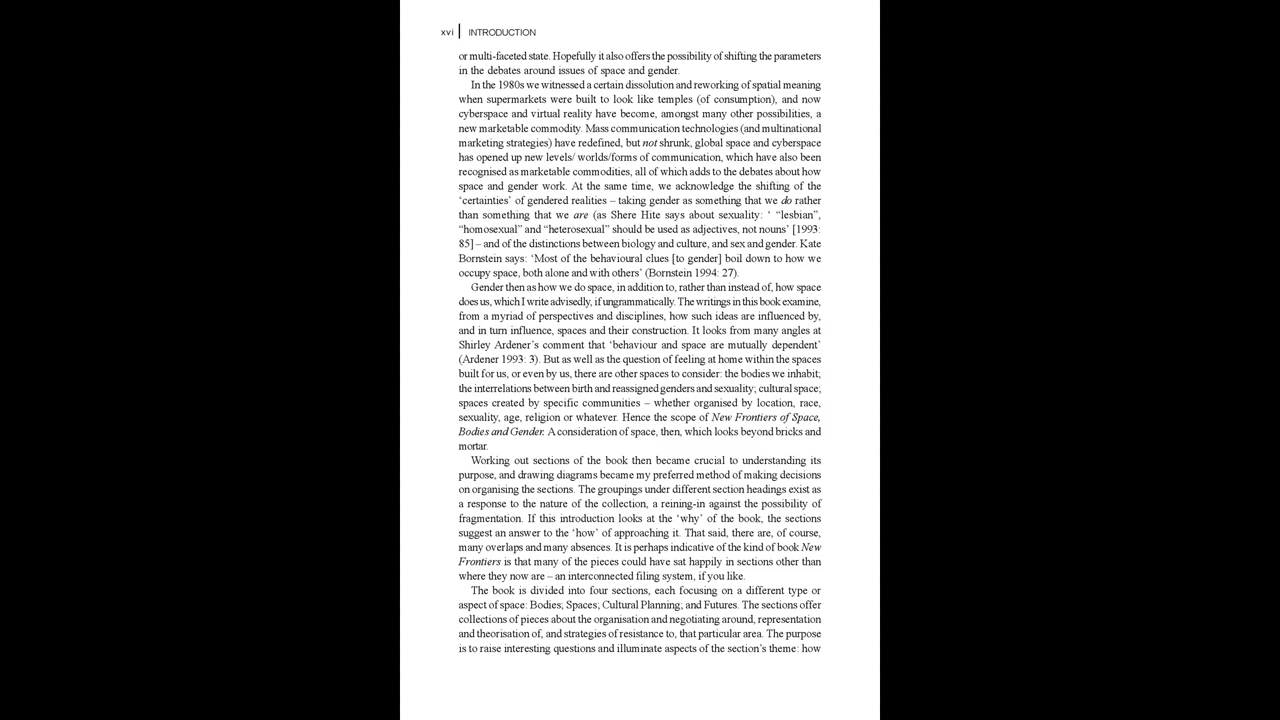 xvi | INTRODUCTION
or multi-faceted state. Hopefully it also offers the possibility of shifting the parameters
in the debates around issues of space and gender.
In the 1980s we witnessed a certain dissolution and reworking of spatial meaning
when supermarkets were built to look like temples (of consumption), and now
cyberspace and virtual reality have become, amongst many other possibilities, a
new marketable commodity. Mass communication technologies (and multinational
marketing strategies) have redefined, but not shrunk, global space and cyberspace
has opened up new levels/ worlds/forms of communication, which have also been
recognised as marketable commodities, all of which adds to the debates about how
space and gender work. At the same time, we acknowledge the shifting of the
‘certainties’ of gendered realities – taking gender as something that we do rather
than something that we are (as Shere Hite says about sexuality: ‘ “lesbian”,
“homosexual” and “heterosexual” should be used as adjectives, not nouns’ [1993:
85] – and of the distinctions between biology and culture, and sex and gender. Kate
Bornstein says: ‘Most of the behavioural clues [to gender] boil down to how we
occupy space, both alone and with others’ (Bornstein 1994: 27).
Gender then as how we do space, in addition to, rather than instead of, how space
does us, which I write advisedly, if ungrammatically. The writings in this book examine,
from a myriad of perspectives and disciplines, how such ideas are influenced by,
and in turn influence, spaces and their construction. It looks from many angles at
Shirley Ardener’s comment that ‘behaviour and space are mutually dependent’
(Ardener 1993: 3). But as well as the question of feeling at home within the spaces
built for us, or even by us, there are other spaces to consider: the bodies we inhabit;
the interrelations between birth and reassigned genders and sexuality; cultural space;
spaces created by specific communities – whether organised by location, race,
sexuality, age, religion or whatever. Hence the scope of New Frontiers of Space,
Bodies and Gender. A consideration of space, then, which looks beyond bricks and
mortar.
Working out sections of the book then became crucial to understanding its
purpose, and drawing diagrams became my preferred method of making decisions
on organising the sections. The groupings under different section headings exist as
a response to the nature of the collection, a reining-in against the possibility of
fragmentation. If this introduction looks at the ‘why’ of the book, the sections
suggest an answer to the ‘how’ of approaching it. That said, there are, of course,
many overlaps and many absences. It is perhaps indicative of the kind of book New
Frontiers is that many of the pieces could have sat happily in sections other than
where they now are – an interconnected filing system, if you like.
The book is divided into four sections, each focusing on a different type or
aspect of space: Bodies; Spaces; Cultural Planning; and Futures. The sections offer
collections of pieces about the organisation and negotiating around, representation
and theorisation of, and strategies of resistance to, that particular area. The purpose
is to raise interesting questions and illuminate aspects of the section’s theme: how